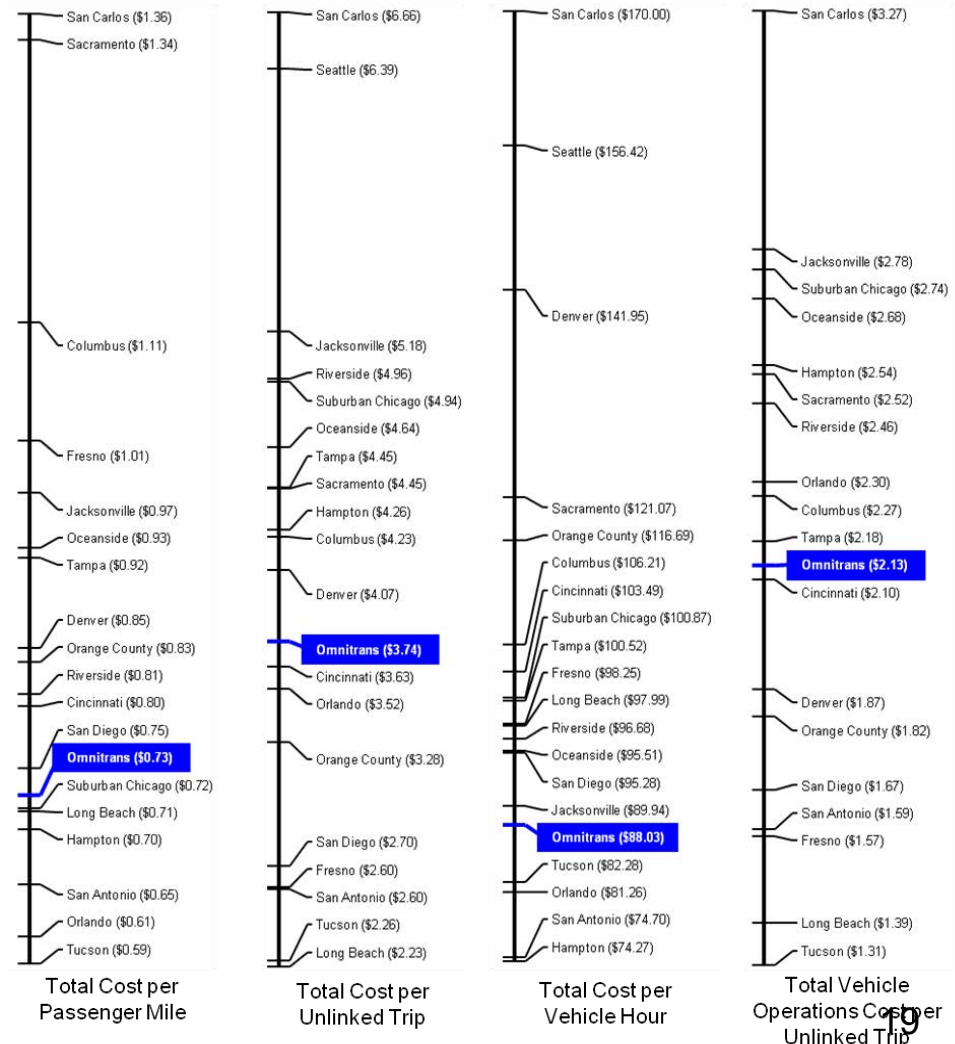 San Carlos ($1.36)
Sacramento ($1.34)
Columbus ($1.11)
Fresno ($1.01)
Jacksonville ($0.97)
Oceanside ($0.93)
Tampa ($0.92)
Denver ($0.85)
Orange County ($0.83)
Riverside ($0.81)
Cincinnati ($0.80)
San Diego ($0.75)
Omnitrans ($0.73)
Suburban Chicago ($0.72)
Long Beach ($0.71)
Hampton ($0.70)
San Antonio ($0.65)
Orlando ($0.61)
Tucson ($0.59)
Total Cost per
Passenger Mile
San Carlos ($6.66)
Seattle ($6.39)
Jacksonville ($5.18)
Riverside ($4.96)
Suburban Chicago ($4.94)
Oceanside ($4.64)
Tampa ($4.45)
Sacramento ($4.45)
Hampton ($4.26)
Columbus ($4.23)
Denver ($4.07)
Omnitrans ($3.74)
Cincinnati ($3.63)
Orlando ($3.52)
Orange County ($3.28)
San Diego ($2.70)
Fresno ($2.60)
San Antonio ($2.60)
Tucson ($2.26)
Long Beach ($2.23)
Total Cost per
Unlinked Trip
San Carlos ($170.00)
Seattle ($156.42)
Denver ($141.95)
Sacramento ($121.07)
Orange County ($116.69)
Columbus ($106.21)
Cincinnati ($103.49)
Suburban Chicago ($100.87)
Tampa ($100.52)
Fresno ($98.25)
Long Beach ($97.99)
Riverside ($96.68)
Oceanside ($95.51)
San Diego ($95.28)
Jacksonville ($89.94)
Omnitrans ($88.03)
Tucson ($82.28)
Orlando ($81.26)
San Antonio ($74.70)
Hampton ($74.27)
Total Cost per
Vehicle Hour
San Carlos ($3.27)
Jacksonville ($2.78)
Suburban Chicago ($2.74)
Oceanside ($2.68)
Hampton ($2.54)
Sacramento ($2.52)
Riverside ($2.46)
Orlando ($2.30)
Columbus ($2.27)
Tampa ($2.18)
Omnitrans ($2.13)
Cincinnati ($2.10)
Denver ($1.87)
Orange County ($1.82)
San Diego ($1.67)
San Antonio ($1.59)
Fresno ($1.57)
Long Beach ($1.39)
Tucson ($1.31)
Total Vehicle
Operations Cost per
Unlinked Trip
19